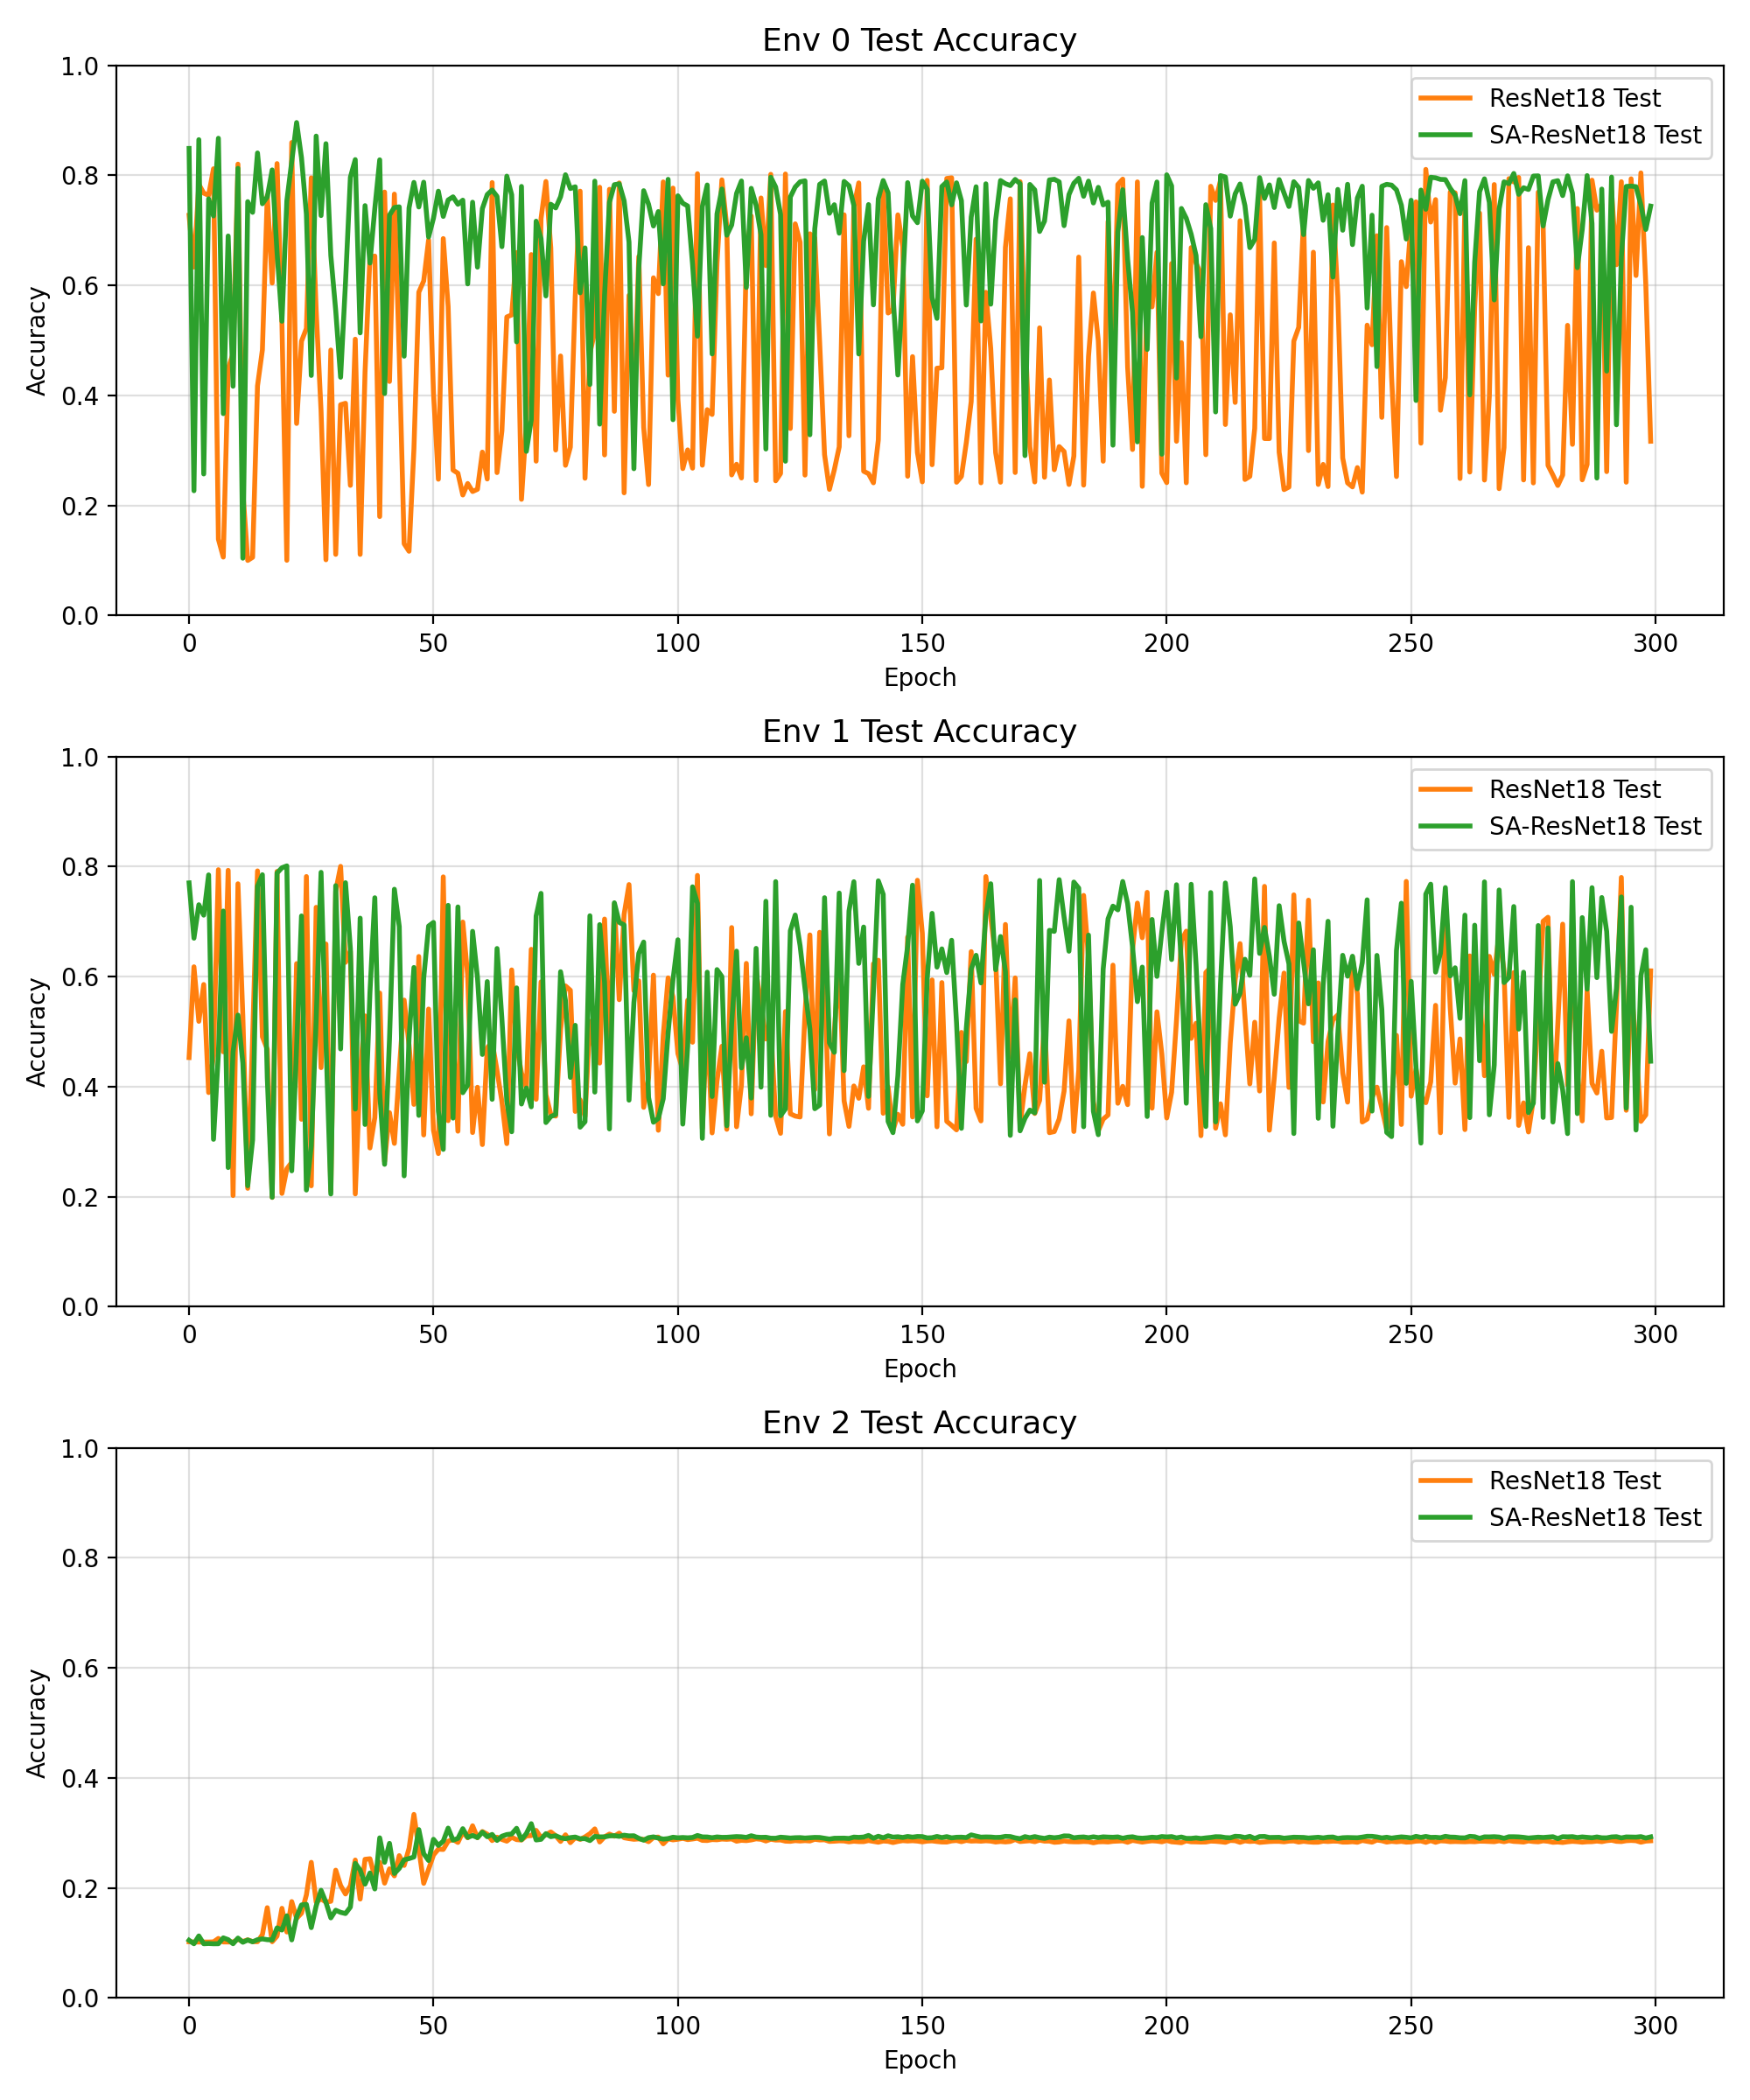 Env 0 Test Accuracy
1.0
0.8
0.6
0.4
0.2
0.0
Accuracy
ResNet18 Test
SA-ResNet18 Test
0 50 100 150 200 250 300
Epoch
Env 1 Test Accuracy
1.0
0.8
0.6
0.4
0.2
0.0
Accuracy
ResNet18 Test
SA-ResNet18 Test
0 50 100 150 200 250 300
Epoch
Env 2 Test Accuracy
1.0
0.8
0.6
0.4
0.2
0.0
Accuracy
ResNet18 Test
SA-ResNet18 Test
0 50 100 150 200 250 300
Epoch